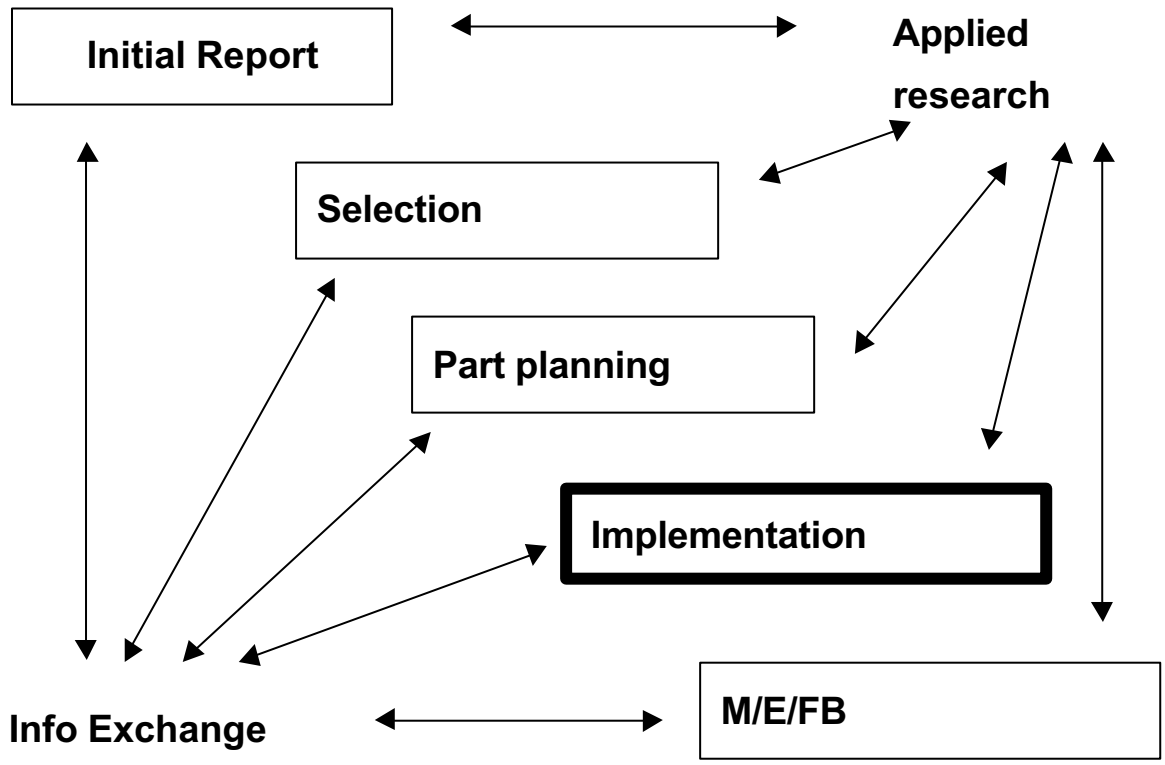 Initial Report
Applied
research
Selection
Part planning
Implementation
M/E/FB
Info Exchange